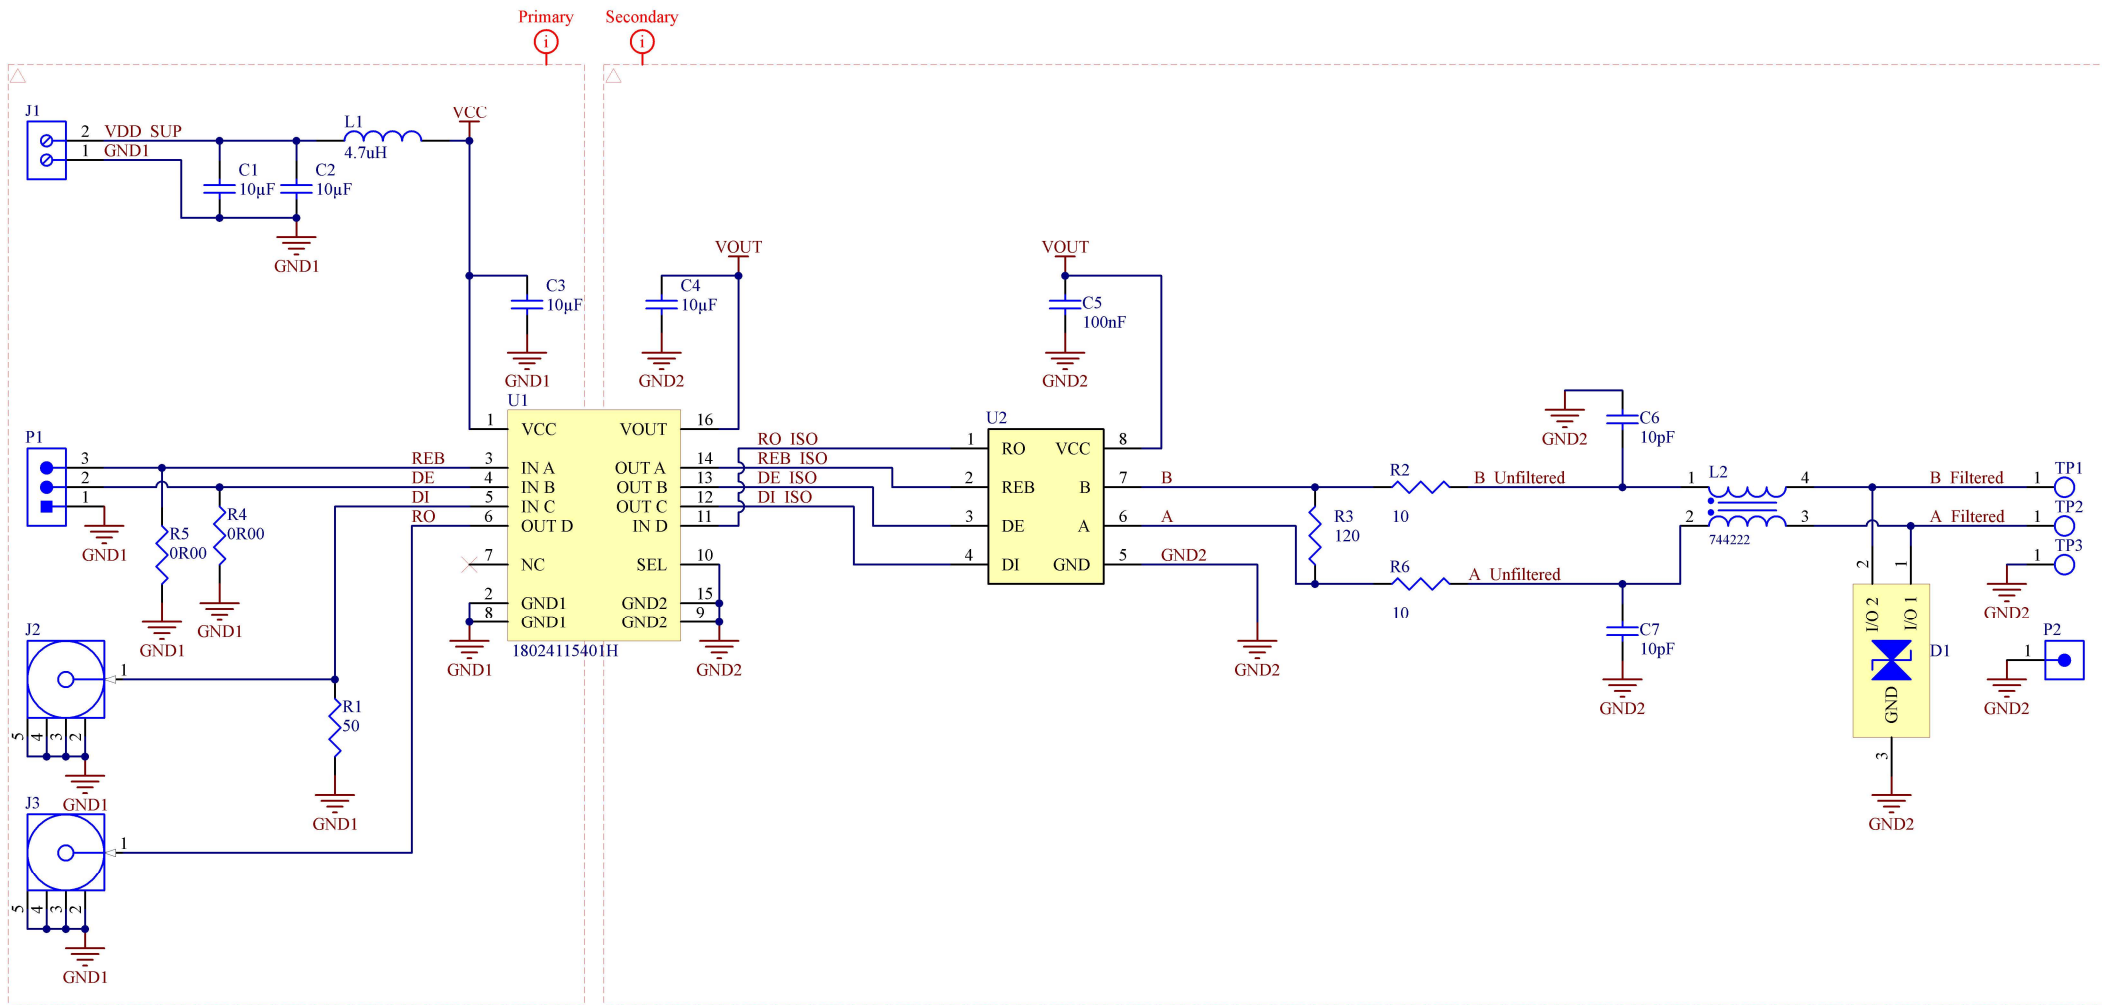 Primary
Secondary
i
i
J1
2 VDD_SUP
1 GND1
L1
4.7uH
VCC
C1
10µF
C2
10µF
GND1
C3
10µF
GND1
VOUT
C4
10µF
GND2
VOUT
C5
100nF
GND2
P1
3
2
1
GND1
REB
DE
DI
RO
R5
0R00
R4
0R00
GND1
GND1
U1
1 VCC VOUT 16
3 IN A OUT A 14
4 IN B OUT B 13
5 IN C OUT C 12
6 OUT D IN D 11
7 NC SEL 10
2 GND1 GND2 15
8 GND1 GND2 9
18024115401H
GND1
GND2
RO_ISO
REB_ISO
DE_ISO
DI_ISO
U2
1 RO VCC 8
2 REB B 7
3 DE A 6
4 DI GND 5
B
A
GND2
GND2
R3
120
R2
10
R6
10
B_Unfiltered
A_Unfiltered
GND2
C6
10pF
C7
10pF
GND2
1 L2 4
2 3
744222
B_Filtered 1 TP1
A_Filtered 1 TP2
1 TP3
GND2
2 1
I/O 2 I/O 1
D1
GND
3
GND2
P2
1
GND2
J2
1
5 4 3 2
GND1
R1
50
GND1
J3
1
5 4 3 2
GND1